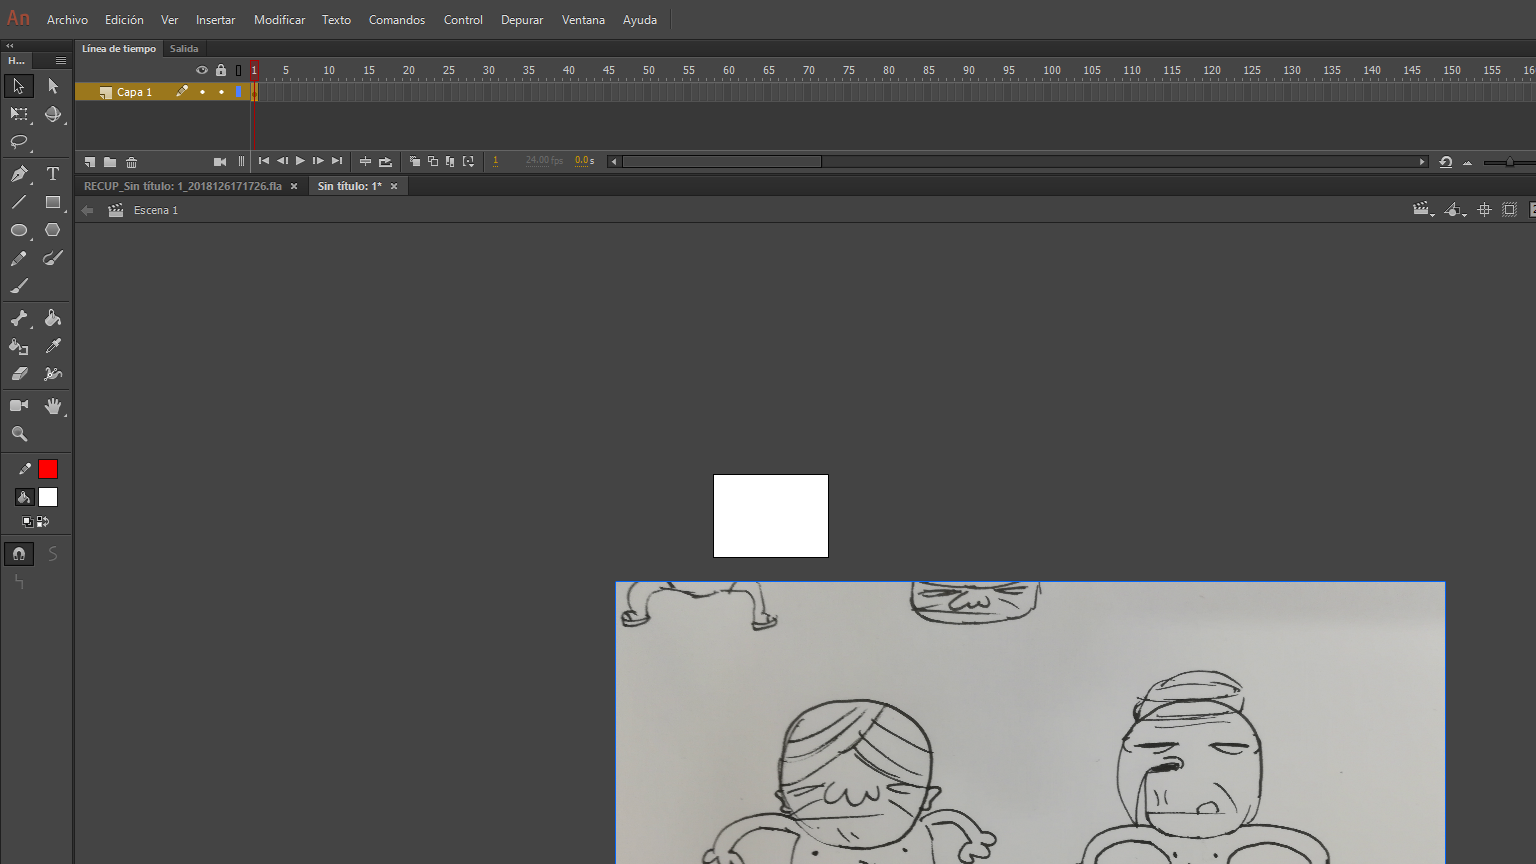 An Archivo Edición Ver Insertar Modificar Texto Comandos Control Depurar Ventana Ayuda
H...
Línea de tiempo Salida
1 5 10 15 20 25 30 35 40 45 50 55 60 65 70 75 80 85 90 95 100 105 110 115 120 125 130 135 140 145 150 155 16
Capa 1
1 24.00 fps 0.0 s
RECUP_Sin título: 1_2018126171726.fla × Sin título: 1* ×
Escena 1